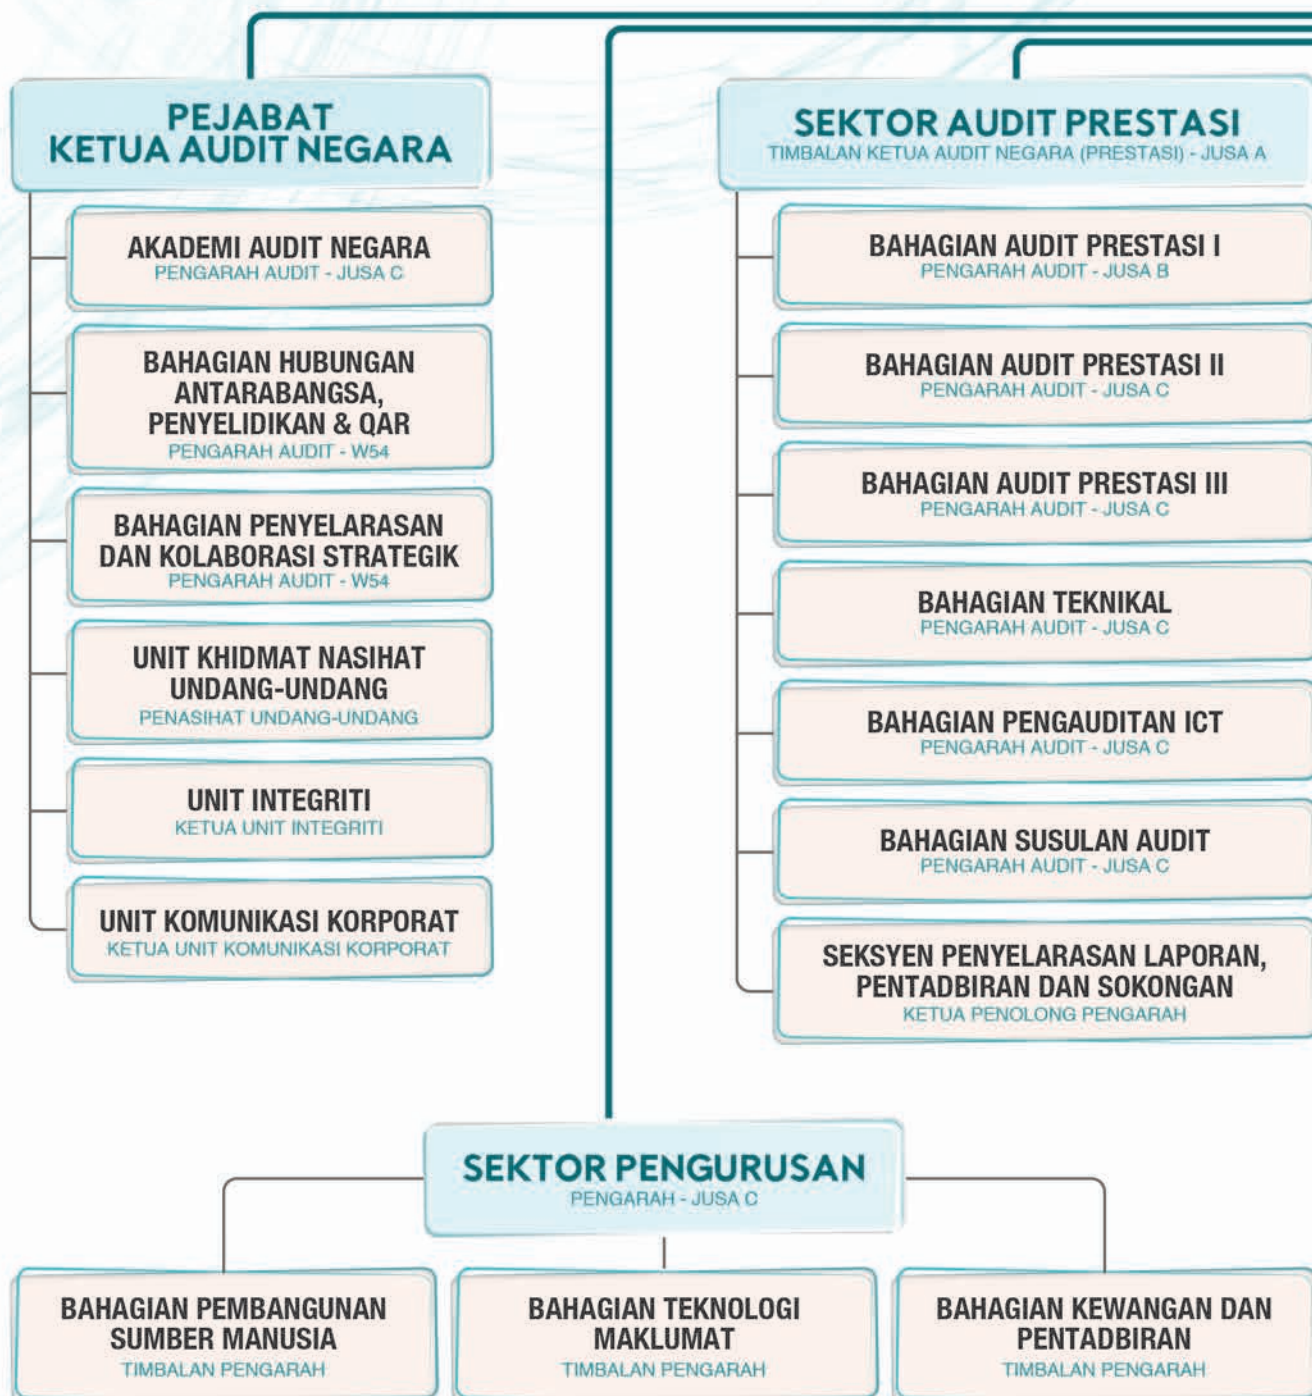 PEJABAT
KETUA AUDIT NEGARA
AKADEMI AUDIT NEGARA
PENGARAH AUDIT - JUSA C
BAHAGIAN HUBUNGAN
ANTARABANGSA,
PENYELIDIKAN & QAR
PENGARAH AUDIT - W54
BAHAGIAN PENYELARASAN
DAN KOLABORASI STRATEGIK
PENGARAH AUDIT - W54
UNIT KHIDMAT NASIHAT
UNDANG-UNDANG
PENASIHAT UNDANG-UNDANG
UNIT INTEGRITI
KETUA UNIT INTEGRITI
UNIT KOMUNIKASI KORPORAT
KETUA UNIT KOMUNIKASI KORPORAT
SEKTOR AUDIT PRESTASI
TIMBALAN KETUA AUDIT NEGARA (PRESTASI) - JUSA A
BAHAGIAN AUDIT PRESTASI I
PENGARAH AUDIT - JUSA B
BAHAGIAN AUDIT PRESTASI II
PENGARAH AUDIT - JUSA C
BAHAGIAN AUDIT PRESTASI III
PENGARAH AUDIT - JUSA C
BAHAGIAN TEKNIKAL
PENGARAH AUDIT - JUSA C
BAHAGIAN PENGAUDITAN ICT
PENGARAH AUDIT - JUSA C
BAHAGIAN SUSULAN AUDIT
PENGARAH AUDIT - JUSA C
SEKSYEN PENYELARASAN LAPORAN,
PENTADBIRAN DAN SOKONGAN
KETUA PENOLONG PENGARAH
SEKTOR PENGURUSAN
PENGARAH - JUSA C
BAHAGIAN PEMBANGUNAN
SUMBER MANUSIA
TIMBALAN PENGARAH
BAHAGIAN TEKNOLOGI
MAKLUMAT
TIMBALAN PENGARAH
BAHAGIAN KEWANGAN DAN
PENTADBIRAN
TIMBALAN PENGARAH